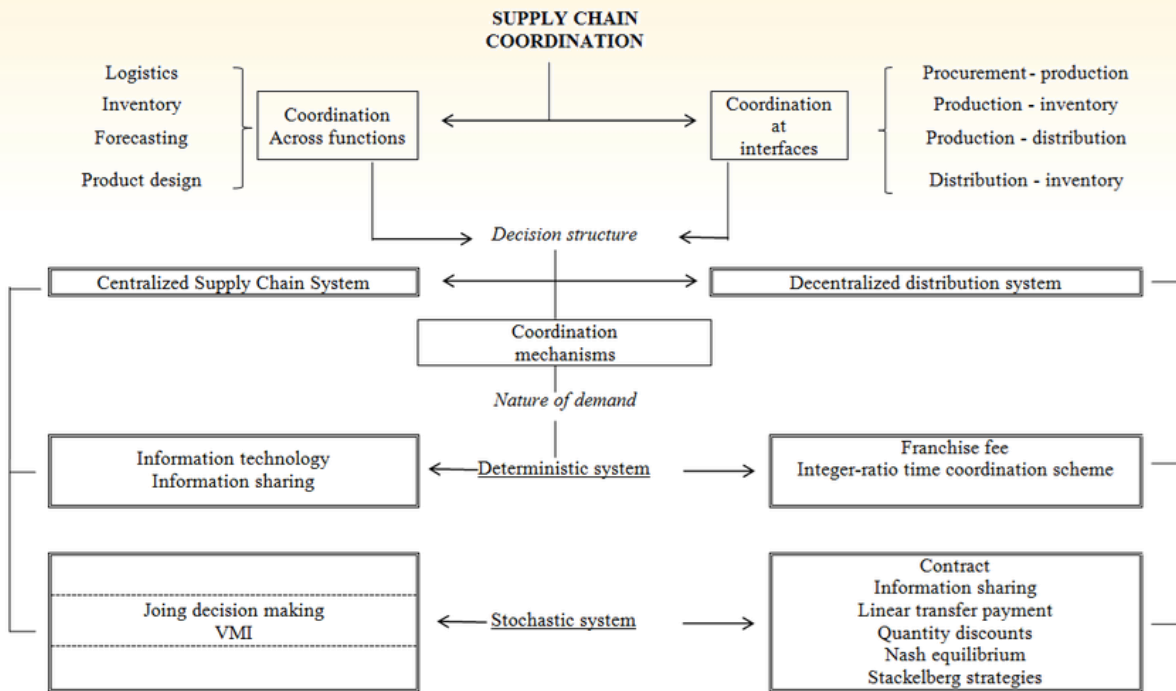 SUPPLY CHAIN
COORDINATION
Logistics
Inventory
Forecasting
Product design
Coordination
Across functions
Coordination
at
interfaces
Procurement - production
Production - inventory
Production - distribution
Distribution - inventory
Decision structure
Centralized Supply Chain System
Decentralized distribution system
Coordination
mechanisms
Nature of demand
Information technology
Information sharing
Deterministic system
Franchise fee
Integer-ratio time coordination scheme
Joing decision making
VMI
Stochastic system
Contract
Information sharing
Linear transfer payment
Quantity discounts
Nash equilibrium
Stackelberg strategies